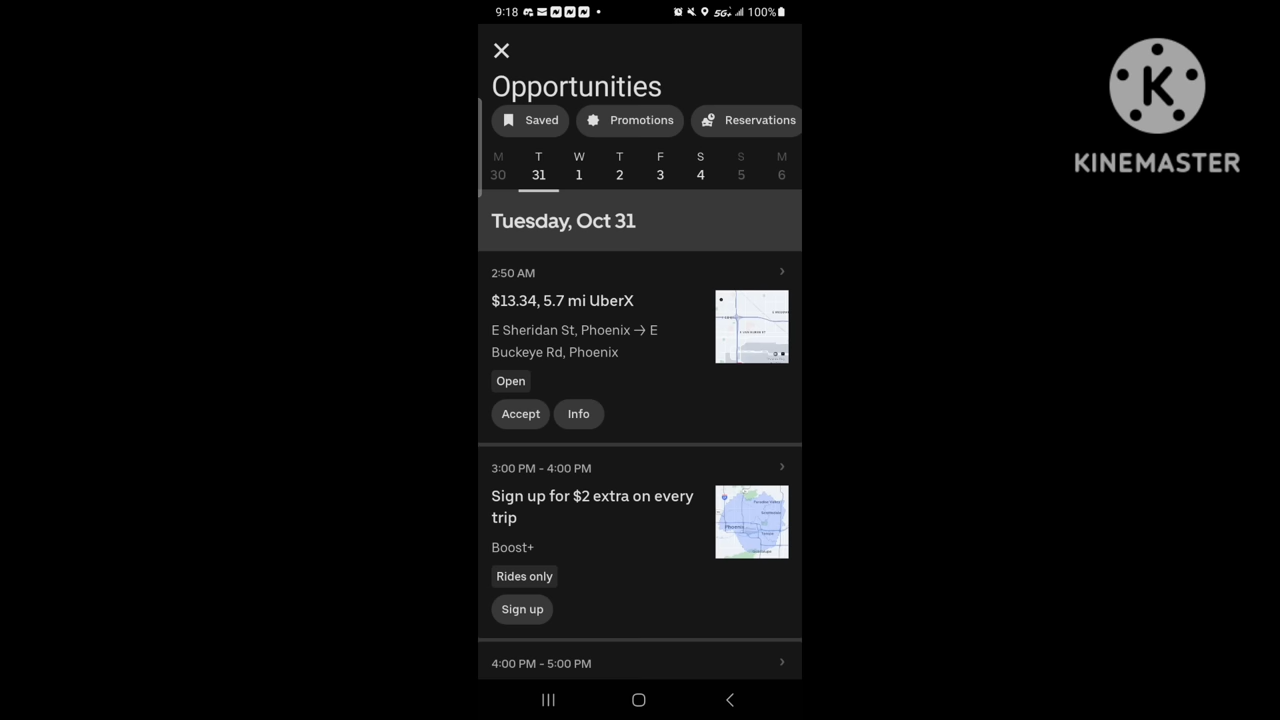 9:18
5G+ 100%
K
KINEMASTER
Opportunities
Saved Promotions Reservations
M T W T F S S M
30 31 1 2 3 4 5 6
Tuesday, Oct 31
2:50 AM
$13.34, 5.7 mi UberX
E Sheridan St, Phoenix → E
Buckeye Rd, Phoenix
Open
Accept Info
3:00 PM - 4:00 PM
Sign up for $2 extra on every
trip
Phoenix
Boost+
Rides only
Sign up
4:00 PM - 5:00 PM